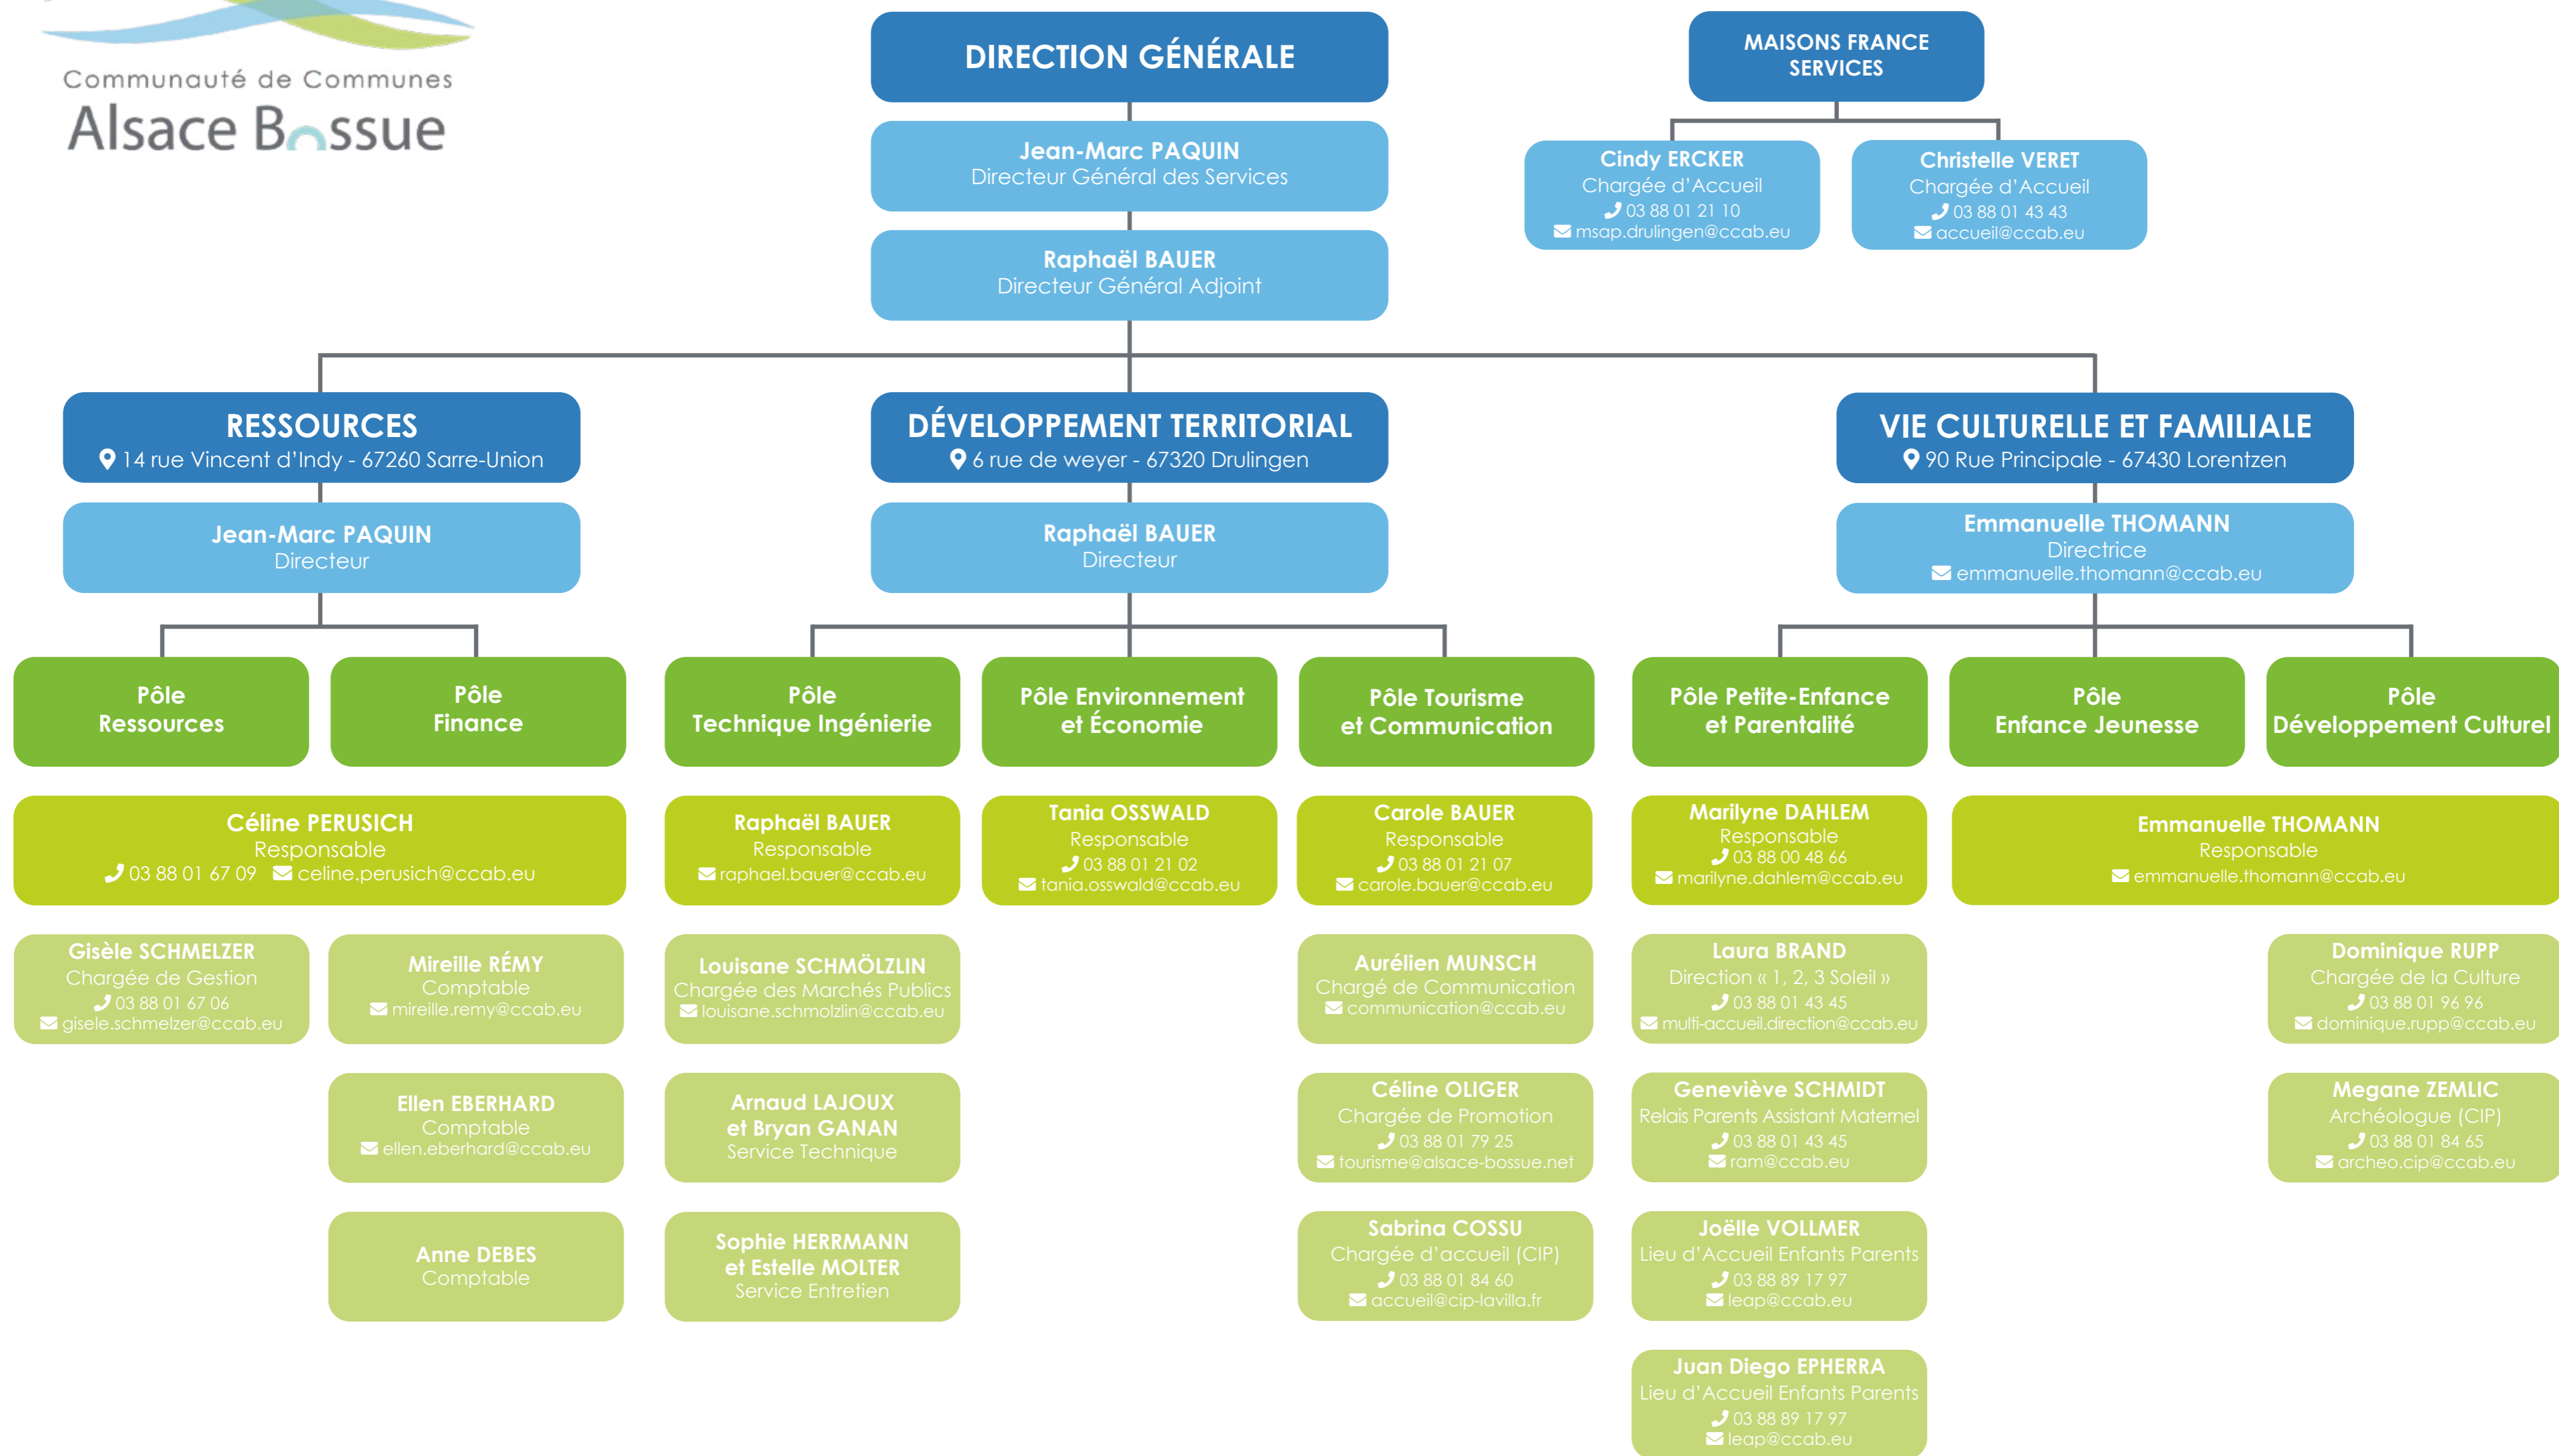 Communauté de Communes
Alsace Bossue
DIRECTION GÉNÉRALE
Jean-Marc PAQUIN
Directeur Général des Services
Raphaël BAUER
Directeur Général Adjoint
MAISONS FRANCE
SERVICES
Cindy ERCKER
Chargée d'Accueil
03 88 01 21 10
msap.drulingen@ccab.eu
Christelle VERET
Chargée d'Accueil
03 88 01 43 43
accueil@ccab.eu
RESSOURCES
14 rue Vincent d'Indy - 67260 Sarre-Union
Jean-Marc PAQUIN
Directeur
DÉVELOPPEMENT TERRITORIAL
6 rue de weyer - 67320 Drulingen
Raphaël BAUER
Directeur
VIE CULTURELLE ET FAMILIALE
90 Rue Principale - 67430 Lorentzen
Emmanuelle THOMANN
Directrice
emmanuelle.thomann@ccab.eu
Pôle
Ressources
Pôle
Finance
Pôle
Technique Ingénierie
Pôle Environnement
et Économie
Pôle Tourisme
et Communication
Pôle Petite-Enfance
et Parentalité
Pôle
Enfance Jeunesse
Pôle
Développement Culturel
Céline PERUSICH
Responsable
03 88 01 67 09 celine.perusich@ccab.eu
Raphaël BAUER
Responsable
raphael.bauer@ccab.eu
Tania OSSWALD
Responsable
03 88 01 21 02
tania.osswald@ccab.eu
Carole BAUER
Responsable
03 88 01 21 07
carole.bauer@ccab.eu
Marilyne DAHLEM
Responsable
03 88 00 48 66
marilyne.dahlem@ccab.eu
Emmanuelle THOMANN
Responsable
emmanuelle.thomann@ccab.eu
Gisèle SCHMELZER
Chargée de Gestion
03 88 01 67 06
gisele.schmelzer@ccab.eu
Mireille RÉMY
Comptable
mireille.remy@ccab.eu
Louisane SCHMÖLZLIN
Chargée des Marchés Publics
louisane.schmolzlin@ccab.eu
Aurélien MUNSCH
Chargé de Communication
communication@ccab.eu
Laura BRAND
Direction « 1, 2, 3 Soleil »
03 88 01 43 45
multi-accueil.direction@ccab.eu
Dominique RUPP
Chargée de la Culture
03 88 01 96 96
dominique.rupp@ccab.eu
Ellen EBERHARD
Comptable
ellen.eberhard@ccab.eu
Arnaud LAJOUX
et Bryan GANAN
Service Technique
Céline OLIGER
Chargée de Promotion
03 88 01 79 25
tourisme@alsace-bossue.net
Geneviève SCHMIDT
Relais Parents Assistant Maternel
03 88 01 43 45
ram@ccab.eu
Megane ZEMLIC
Archéologue (CIP)
03 88 01 84 65
archeo.cip@ccab.eu
Anne DEBES
Comptable
Sophie HERRMANN
et Estelle MOLTER
Service Entretien
Sabrina COSSU
Chargée d'accueil (CIP)
03 88 01 84 60
accueil@cip-lavilla.fr
Joëlle VOLLMER
Lieu d'Accueil Enfants Parents
03 88 89 17 97
leap@ccab.eu
Juan Diego EPHERRA
Lieu d'Accueil Enfants Parents
03 88 89 17 97
leap@ccab.eu